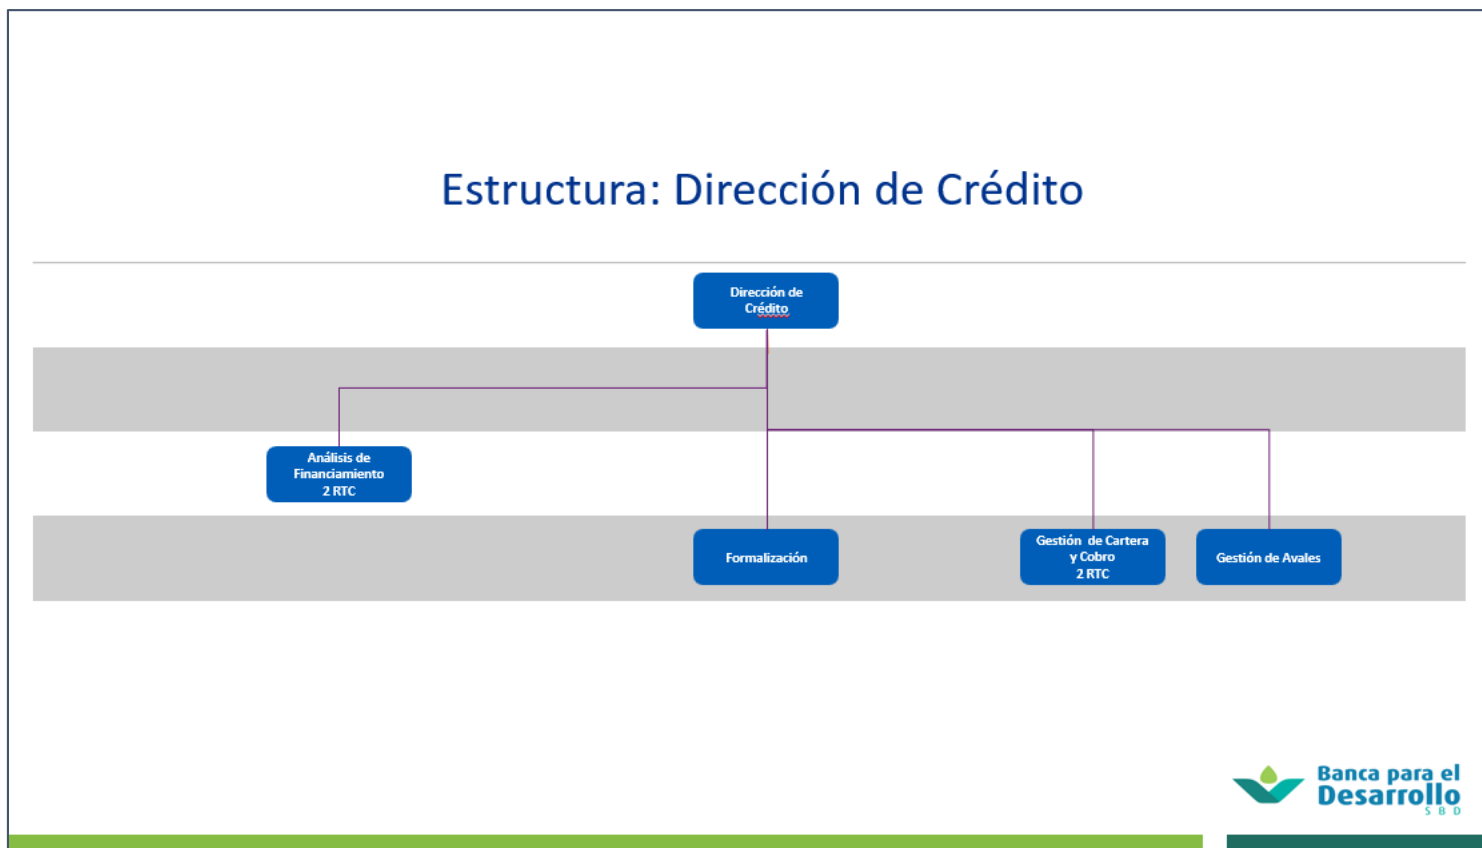 Estructura: Dirección de Crédito
Dirección de
Crédito
Análisis de
Financiamiento
2 RTC
Formalización
Gestión de Cartera
y Cobro
2 RTC
Gestión de Avales
Banca para el
Desarrollo
SBD